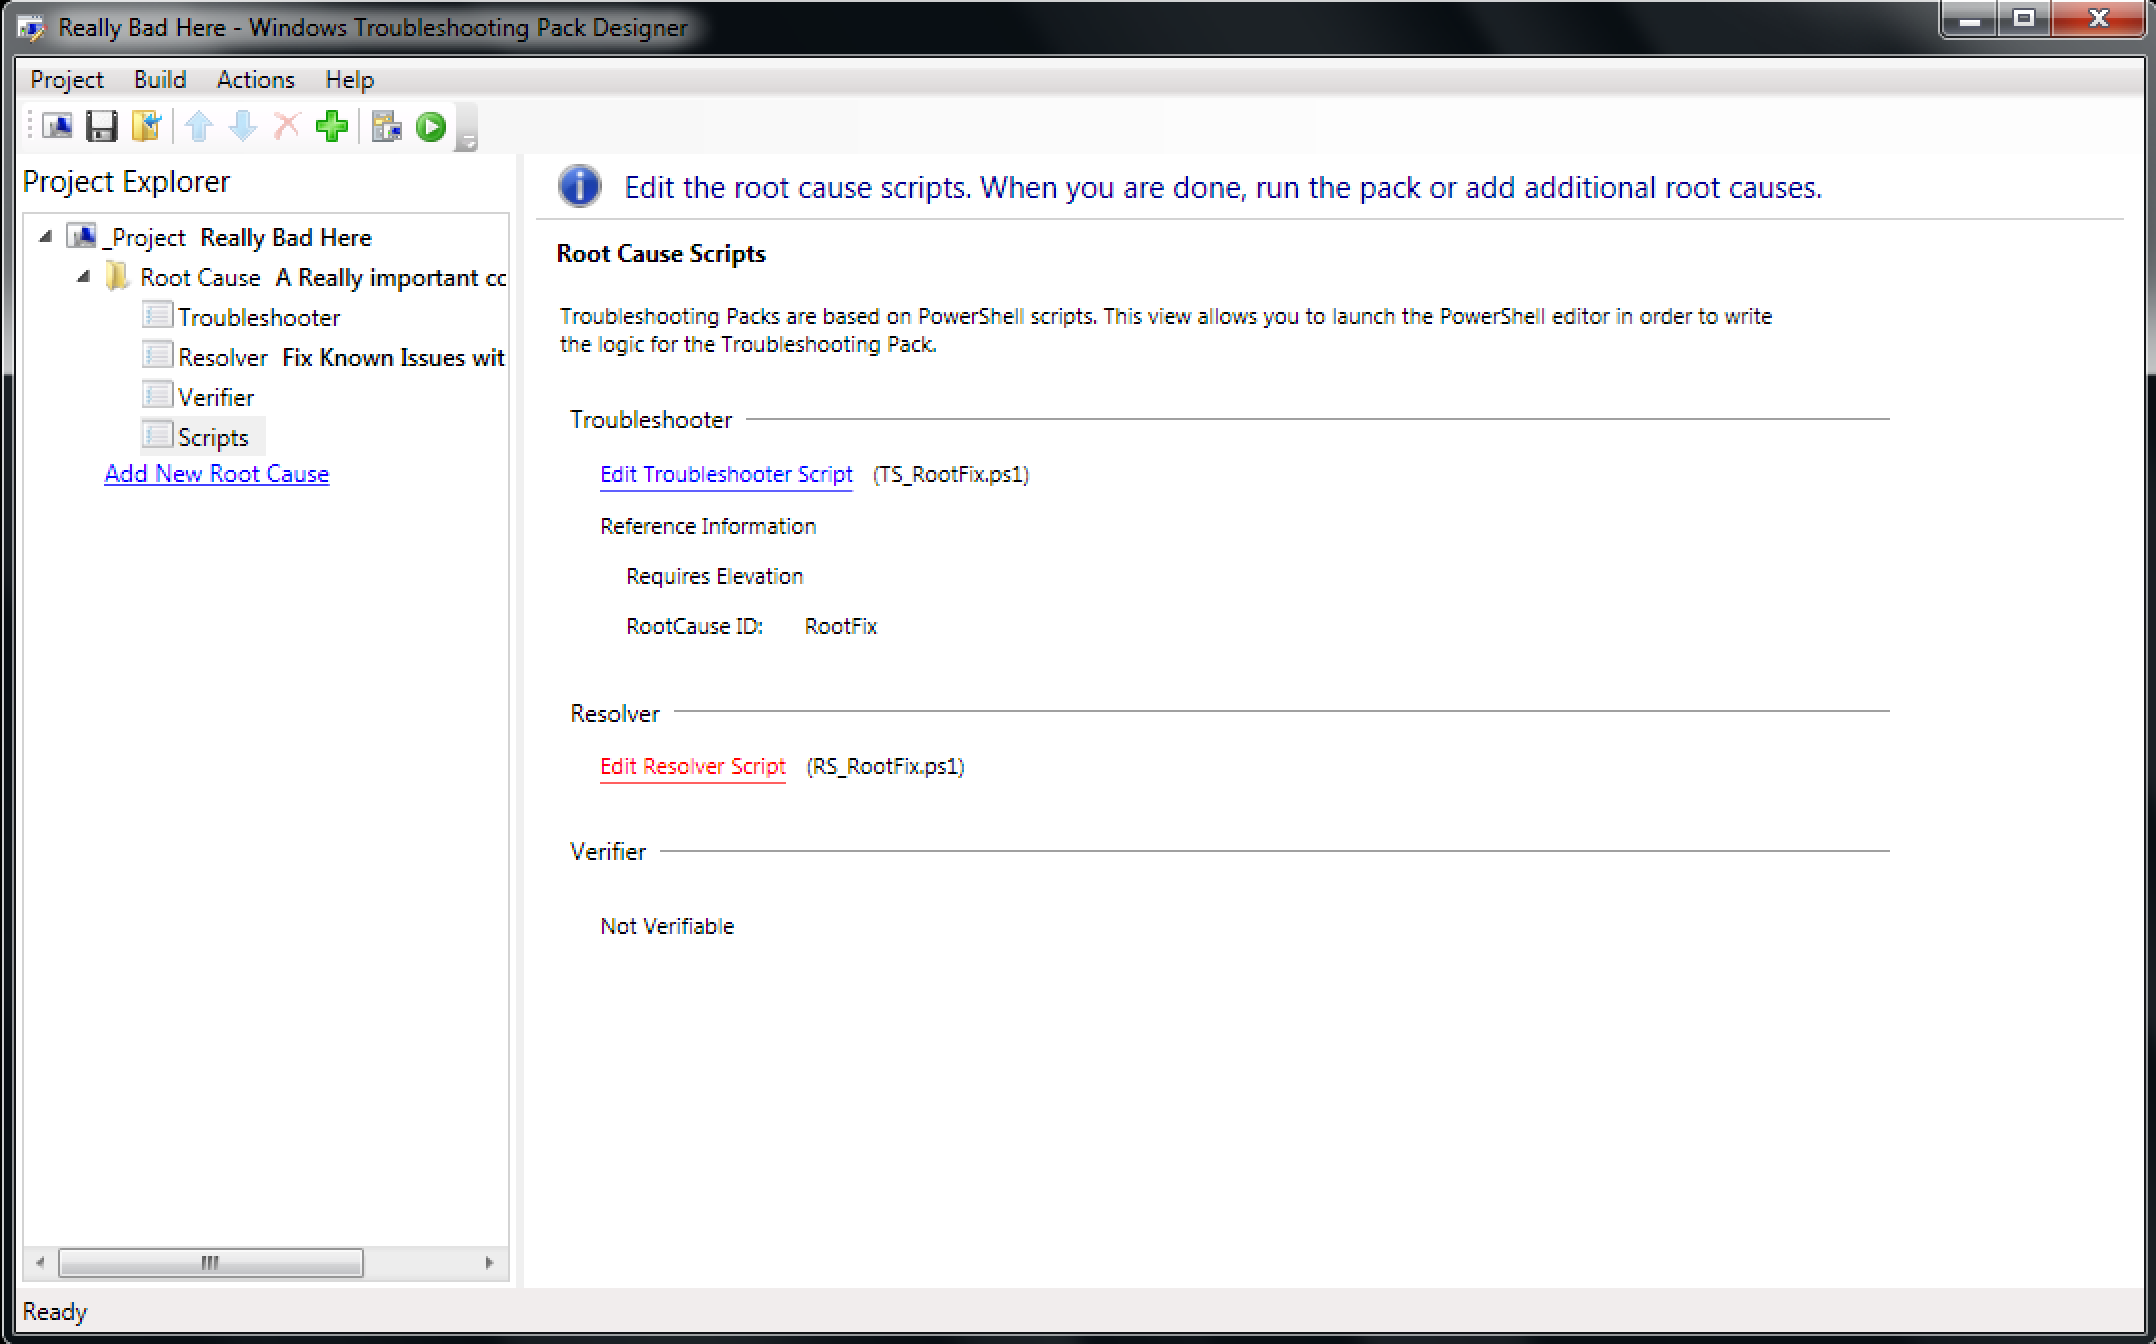 Really Bad Here - Windows Troubleshooting Pack Designer
Project Build Actions Help
Project Explorer
_Project Really Bad Here
Root Cause A Really important cc
Troubleshooter
Resolver Fix Known Issues wit
Verifier
Scripts
Add New Root Cause
Edit the root cause scripts. When you are done, run the pack or add additional root causes.
Root Cause Scripts
Troubleshooting Packs are based on PowerShell scripts. This view allows you to launch the PowerShell editor in order to write
the logic for the Troubleshooting Pack.
Troubleshooter
Edit Troubleshooter Script (TS_RootFix.ps1)
Reference Information
Requires Elevation
RootCause ID: RootFix
Resolver
Edit Resolver Script (RS_RootFix.ps1)
Verifier
Not Verifiable
Ready